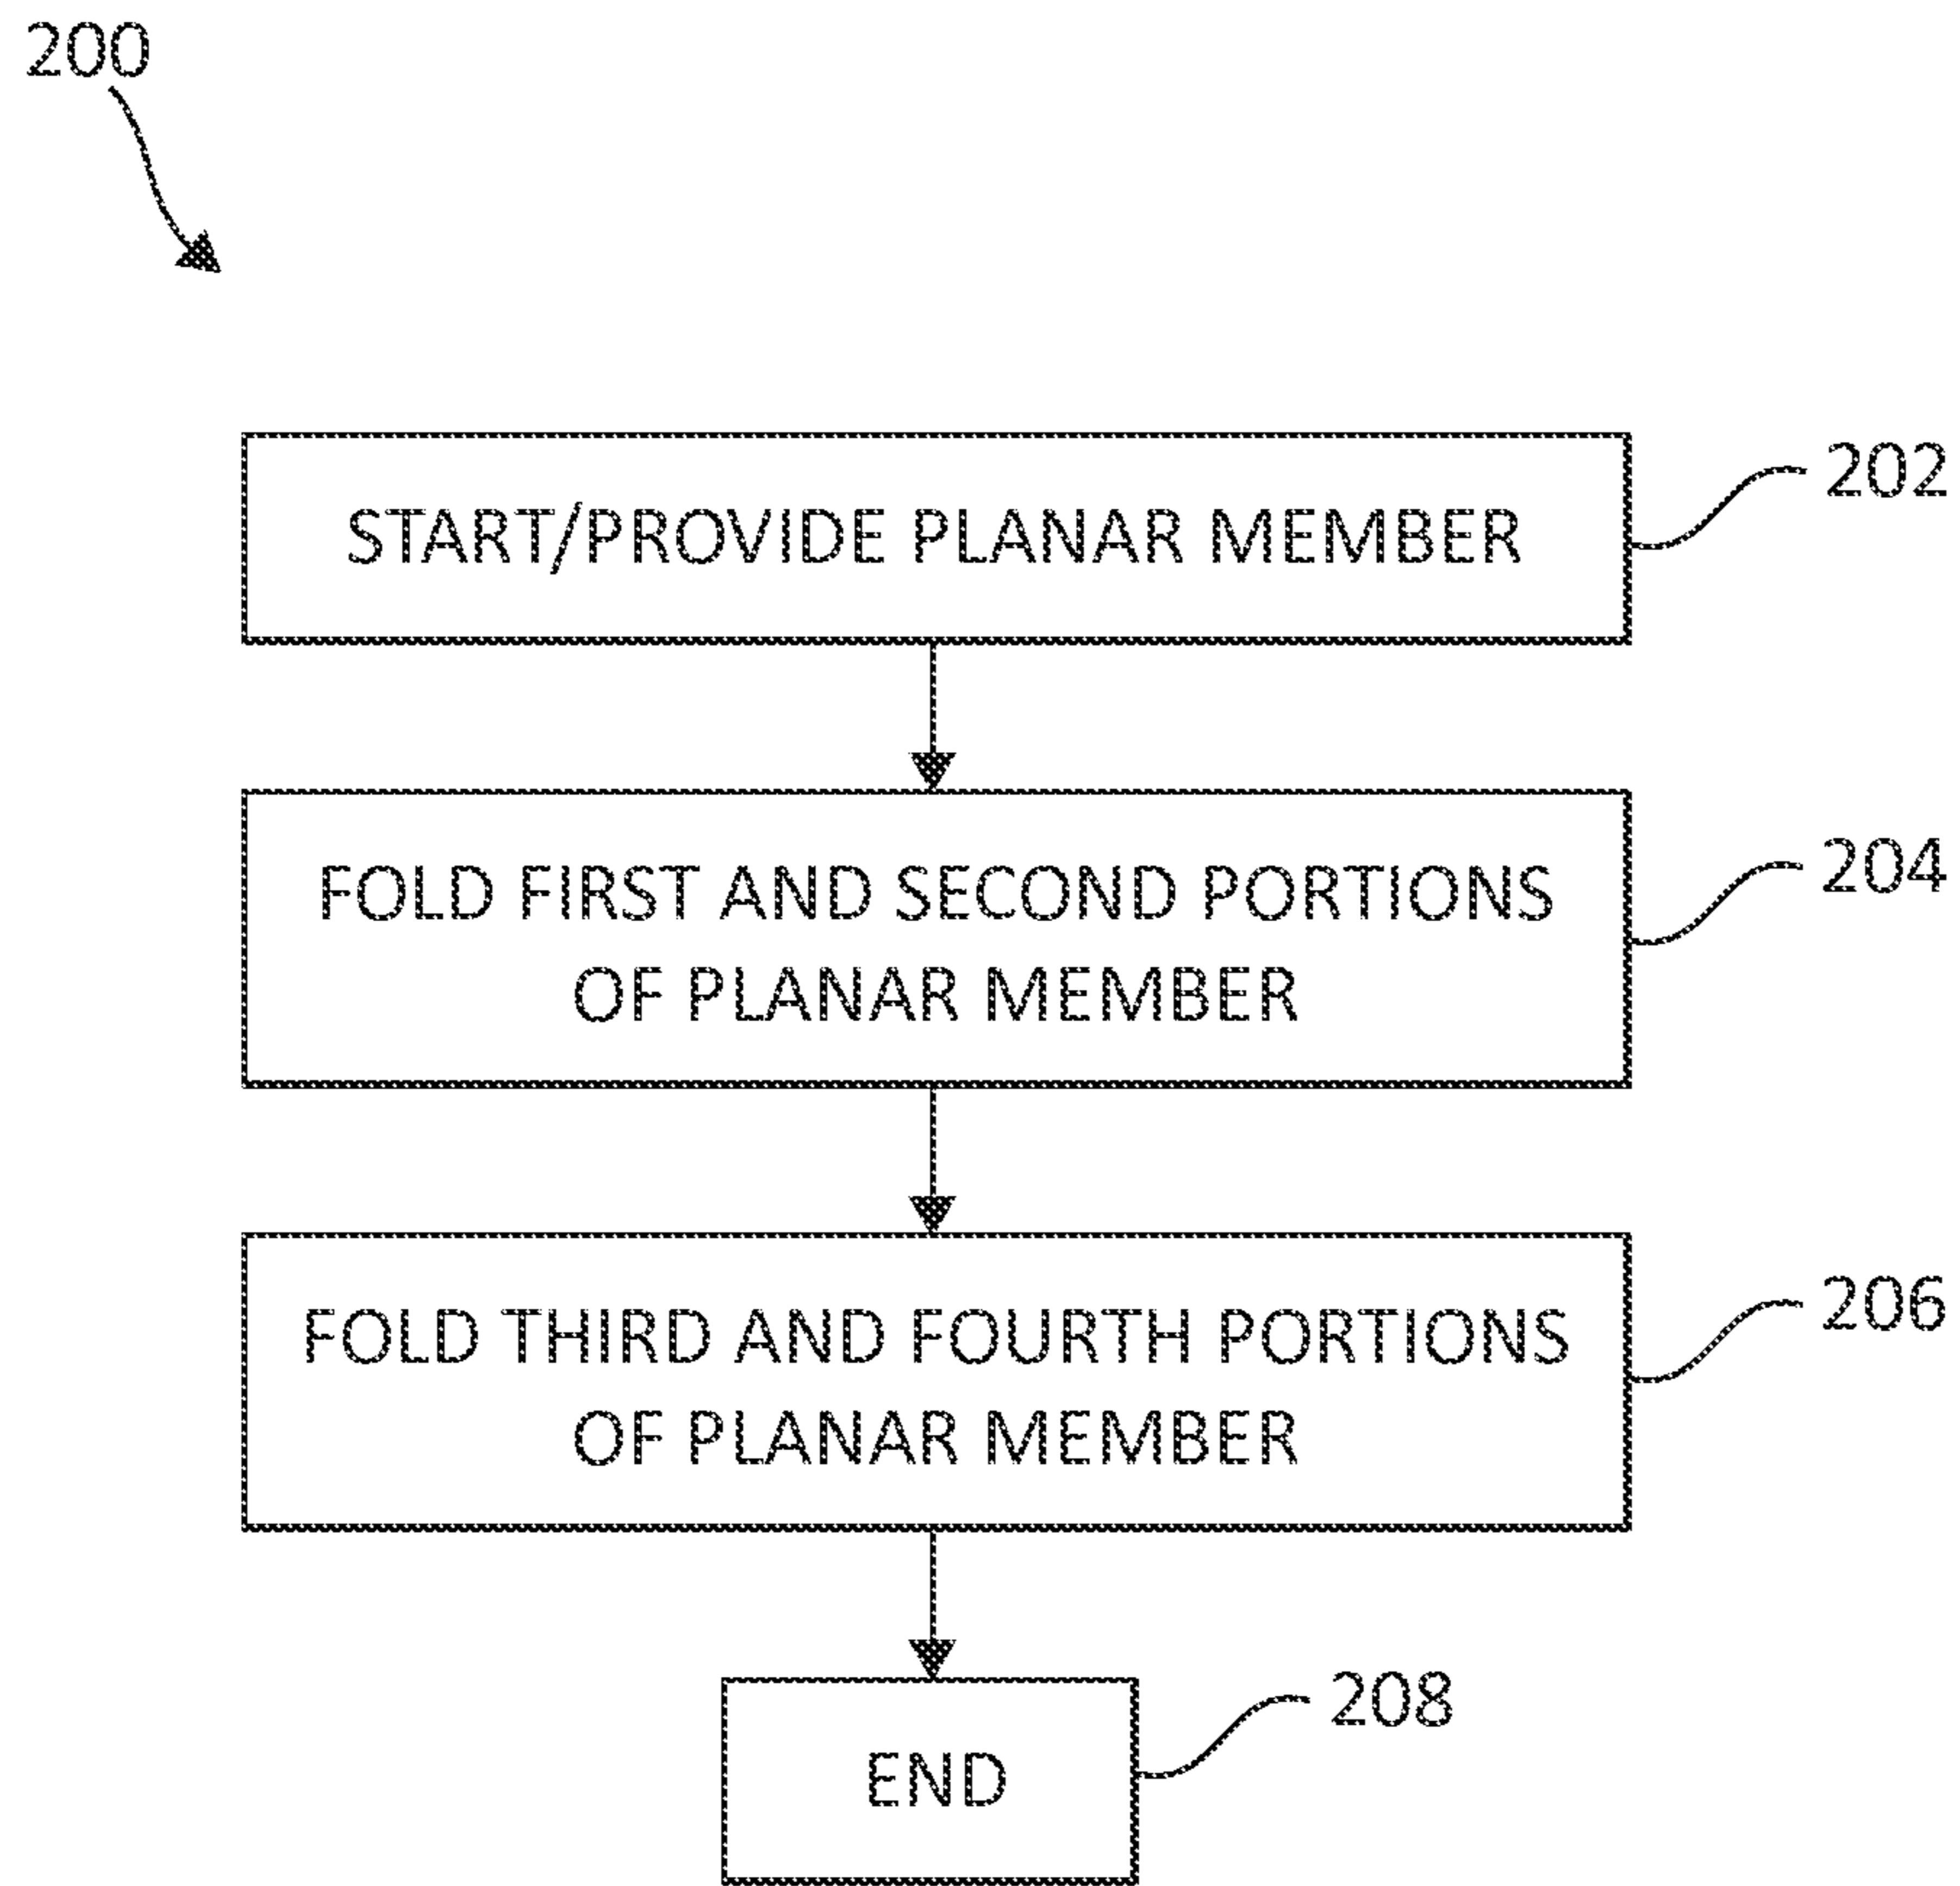 200
START/PROVIDE PLANAR MEMBER
202
FOLD FIRST AND SECOND PORTIONS
OF PLANAR MEMBER
204
FOLD THIRD AND FOURTH PORTIONS
OF PLANAR MEMBER
206
END
208